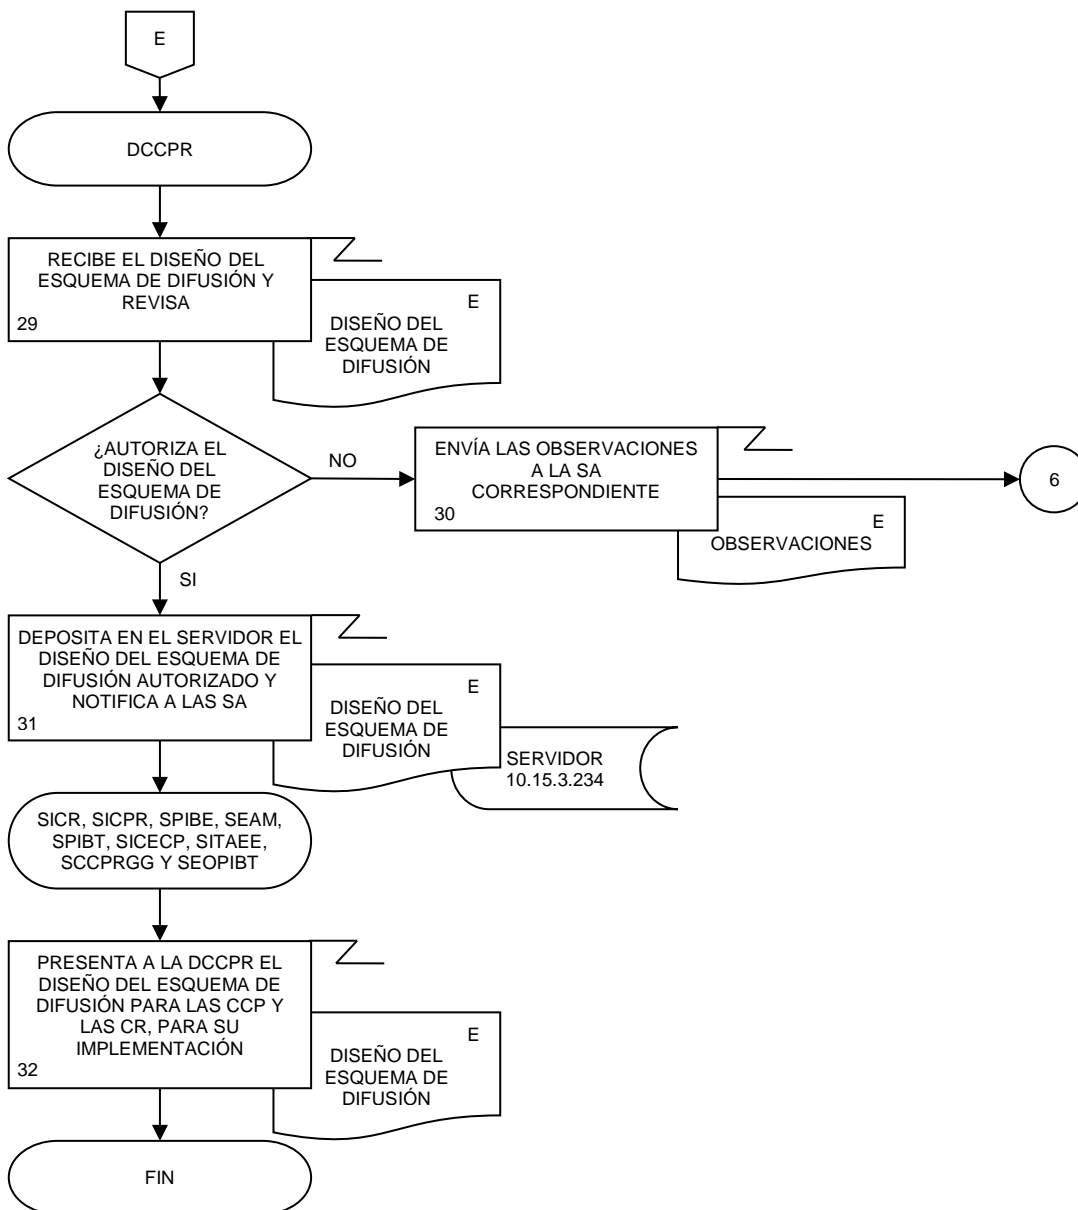 E
DCCPR
RECIBE EL DISEÑO DEL
ESQUEMA DE DIFUSIÓN Y
REVISA
29
E
DISEÑO DEL
ESQUEMA DE
DIFUSIÓN
¿AUTORIZA EL
DISEÑO DEL
ESQUEMA DE
DIFUSIÓN?
NO
ENVÍA LAS OBSERVACIONES
A LA SA
CORRESPONDIENTE
30
E
OBSERVACIONES
6
SI
DEPOSITA EN EL SERVIDOR EL
DISEÑO DEL ESQUEMA DE
DIFUSIÓN AUTORIZADO Y
NOTIFICA A LAS SA
31
E
DISEÑO DEL
ESQUEMA DE
DIFUSIÓN
SERVIDOR
10.15.3.234
SICR, SICPR, SPIBE, SEAM,
SPIBT, SICECP, SITAEE,
SCCPRGG Y SEOPIBT
PRESENTA A LA DCCPR EL
DISEÑO DEL ESQUEMA DE
DIFUSIÓN PARA LAS CCP Y
LAS CR, PARA SU
IMPLEMENTACIÓN
32
E
DISEÑO DEL
ESQUEMA DE
DIFUSIÓN
FIN